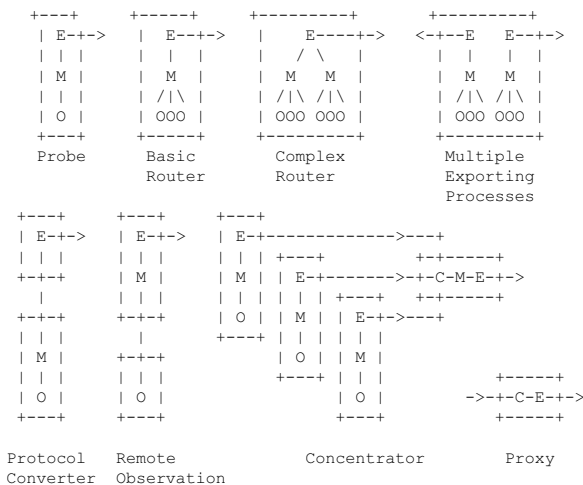 +---+     +-----+     +---------+         +---------+
| E-+->   |  E--+->   |    E----+->     <-+--E   E--+->
| | |     |  |  |     |   / \   |         |  |   |  |
| M |     |  M  |     |  M   M  |         |  M   M  |
| | |     | /|\ |     | /|\ /|\ |         | /|\ /|\ |
| O |     | OOO |     | OOO OOO |         | OOO OOO |
+---+     +-----+     +---------+         +---------+
Probe      Basic        Complex            Multiple
           Router       Router             Exporting
                                           Processes
+---+     +---+     +---+
| E-+->   | E-+->   | E-+------------->---+
| | |     | | |     | | | +---+         +-+-----+
+-+-+     | M |     | M | | E-+------->-+-C-M-E-+->
  |       | | |     | | | | | | +---+   +-+-----+
+-+-+     +-+-+     | O | | M | | E-+->---+
| | |       |       +---+ | | | | | |
| M |     +-+-+           | O | | M |
| | |     | | |           +---+ | | |           +-----+
| O |     | O |                 | O |        ->-+-C-E-+->
+---+     +---+                 +---+           +-----+
Protocol   Remote             Concentrator       Proxy
Converter  Observation